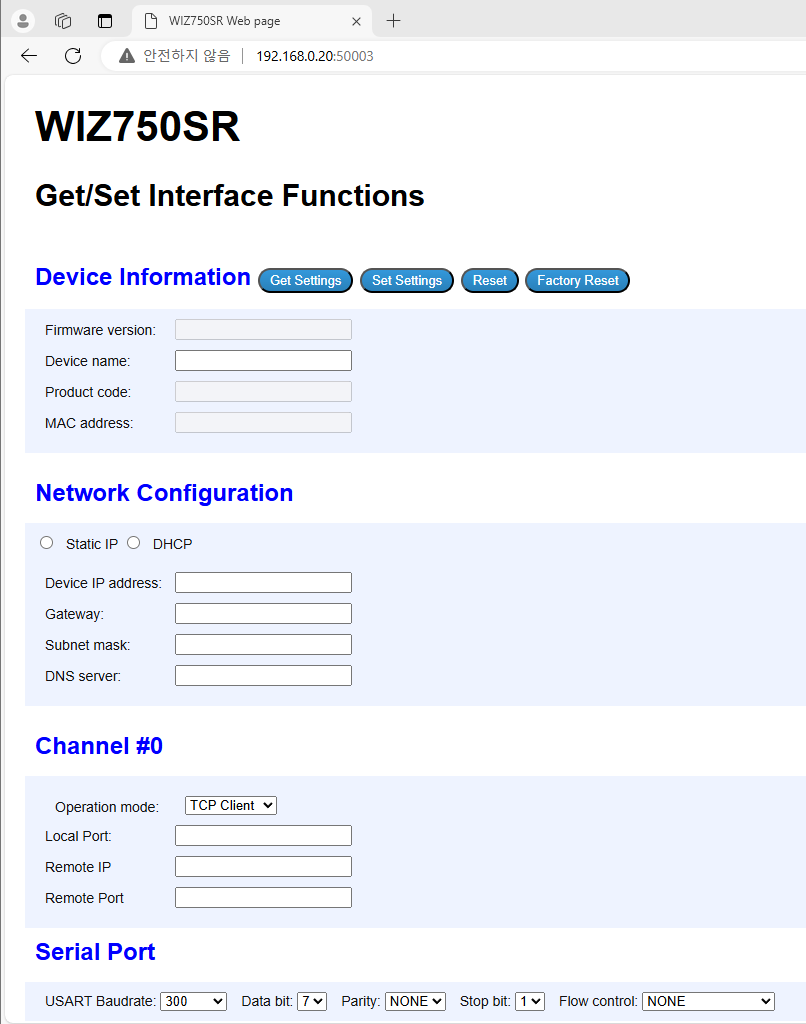 WIZ750SR Web page
안전하지 않음 192.168.0.20:50003
WIZ750SR
Get/Set Interface Functions
Device Information Get Settings Set Settings Reset Factory Reset
Firmware version:
Device name:
Product code:
MAC address:
Network Configuration
Static IP DHCP
Device IP address:
Gateway:
Subnet mask:
DNS server:
Channel #0
Operation mode: TCP Client
Local Port:
Remote IP
Remote Port
Serial Port
USART Baudrate: 300 Data bit: 7 Parity: NONE Stop bit: 1 Flow control: NONE